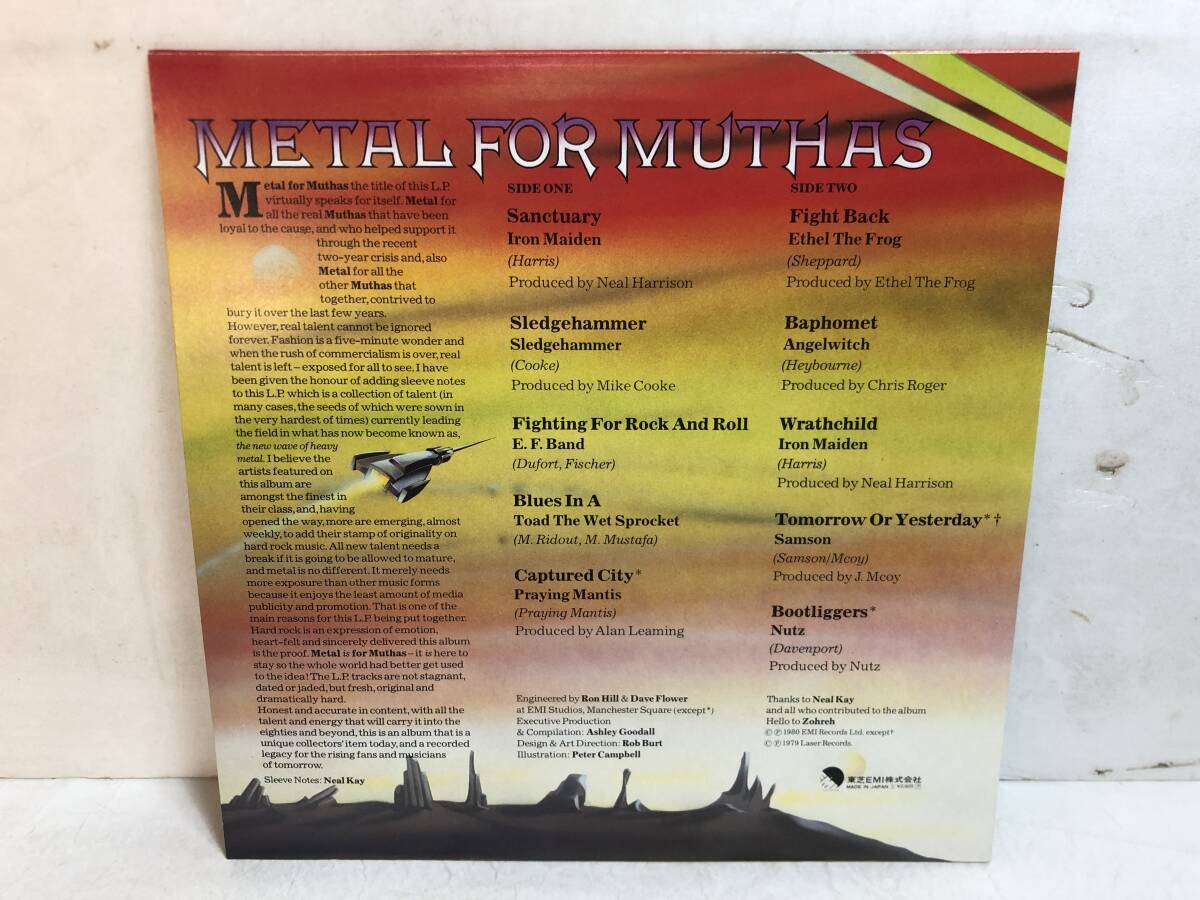 METAL FOR MUTHAS
Metal for Muthas the title of this L.P.
virtually speaks for itself. Metal for
all the real Muthas that have been
loyal to the cause, and who helped support it
through the recent
two-year crisis and, also
Metal for all the
other Muthas that
together, contrived to
bury it over the last few years.
However, real talent cannot be ignored
forever. Fashion is a five-minute wonder and
when the rush of commercialism is over, real
talent is left – exposed for all to see. I have
been given the honour of adding sleeve notes
to this L.P. which is a collection of talent (in
many cases, the seeds of which were sown in
the very hardest of times) currently leading
the field in what has now become known as,
the new wave of heavy
metal. I believe the
artists featured on
this album are
amongst the finest in
their class, and, having
opened the way, more are emerging, almost
weekly, to add their stamp of originality on
hard rock music. All new talent needs a
break if it is going to be allowed to mature,
and metal is no different. It merely needs
more exposure than other music forms
because it enjoys the least amount of media
publicity and promotion. That is one of the
main reasons for this L.P. being put together.
Hard rock is an expression of emotion,
heart-felt and sincerely delivered this album
is the proof. Metal is for Muthas – it is here to
stay so the whole world had better get used
to the idea! The L.P. tracks are not stagnant,
dated or jaded, but fresh, original and
dramatically hard.
Honest and accurate in content, with all the
talent and energy that will carry it into the
eighties and beyond, this is an album that is a
unique collectors' item today, and a recorded
legacy for the rising fans and musicians
of tomorrow.
Sleeve Notes: Neal Kay
SIDE ONE
Sanctuary
Iron Maiden
(Harris)
Produced by Neal Harrison
Sledgehammer
Sledgehammer
(Cooke)
Produced by Mike Cooke
Fighting For Rock And Roll
E. F. Band
(Dufort, Fischer)
Blues In A
Toad The Wet Sprocket
(M. Ridout, M. Mustafa)
Captured City*
Praying Mantis
(Praying Mantis)
Produced by Alan Leaming
Engineered by Ron Hill & Dave Flower
at EMI Studios, Manchester Square (except*)
Executive Production
& Compilation: Ashley Goodall
Design & Art Direction: Rob Burt
Illustration: Peter Campbell
SIDE TWO
Fight Back
Ethel The Frog
(Sheppard)
Produced by Ethel The Frog
Baphomet
Angelwitch
(Heybourne)
Produced by Chris Roger
Wrathchild
Iron Maiden
(Harris)
Produced by Neal Harrison
Tomorrow Or Yesterday*†
Samson
(Samson/Mcoy)
Produced by J. Mcoy
Bootliggers*
Nutz
(Davenport)
Produced by Nutz
Thanks to Neal Kay
and all who contributed to the album
Hello to Zohreh
©℗ 1980 EMI Records Ltd. except†
©℗ 1979 Laser Records.
東芝EMI株式会社
MADE IN JAPAN